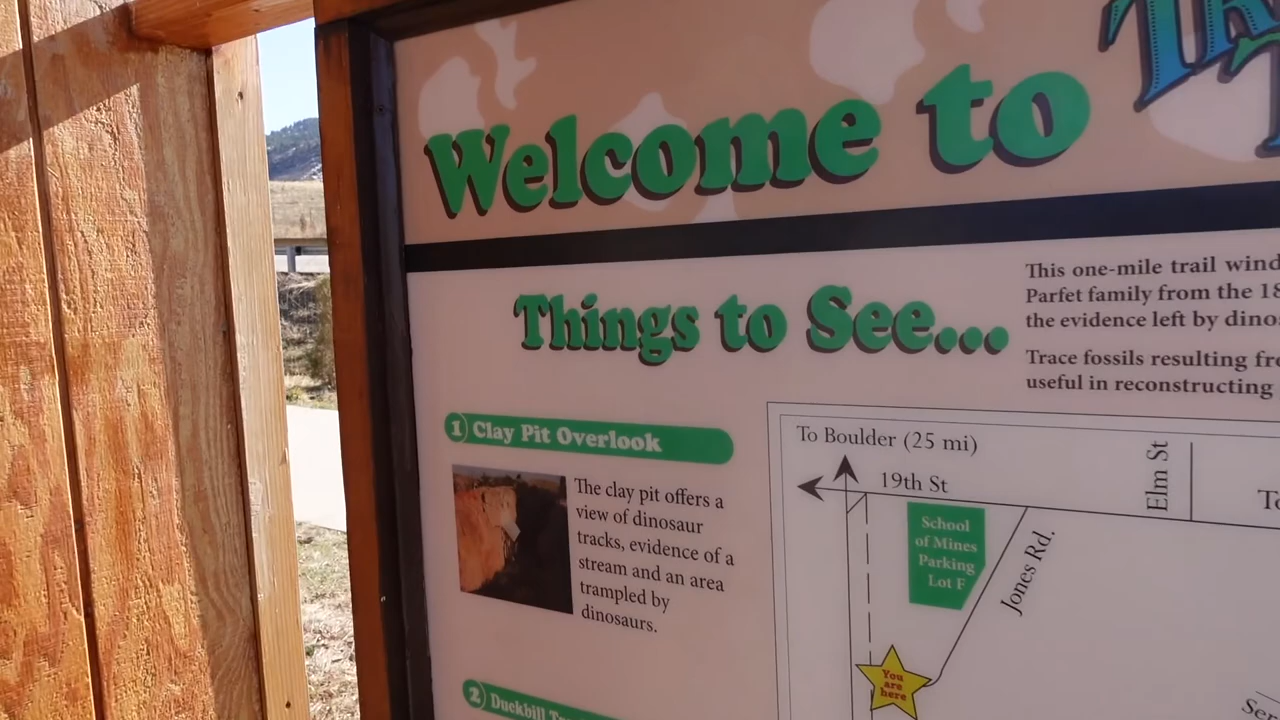 Welcome to
Things to See...
This one-mile trail
Parfet family from the
the evidence left by
Trace fossils resulting
useful in reconstructing
1 Clay Pit Overlook
The clay pit offers a
view of dinosaur
tracks, evidence of a
stream and an area
trampled by
dinosaurs.
2 Duckbill
To Boulder (25 mi)
19th St
Elm St
School
of Mines
Parking
Lot F
Jones Rd.
You
are
here